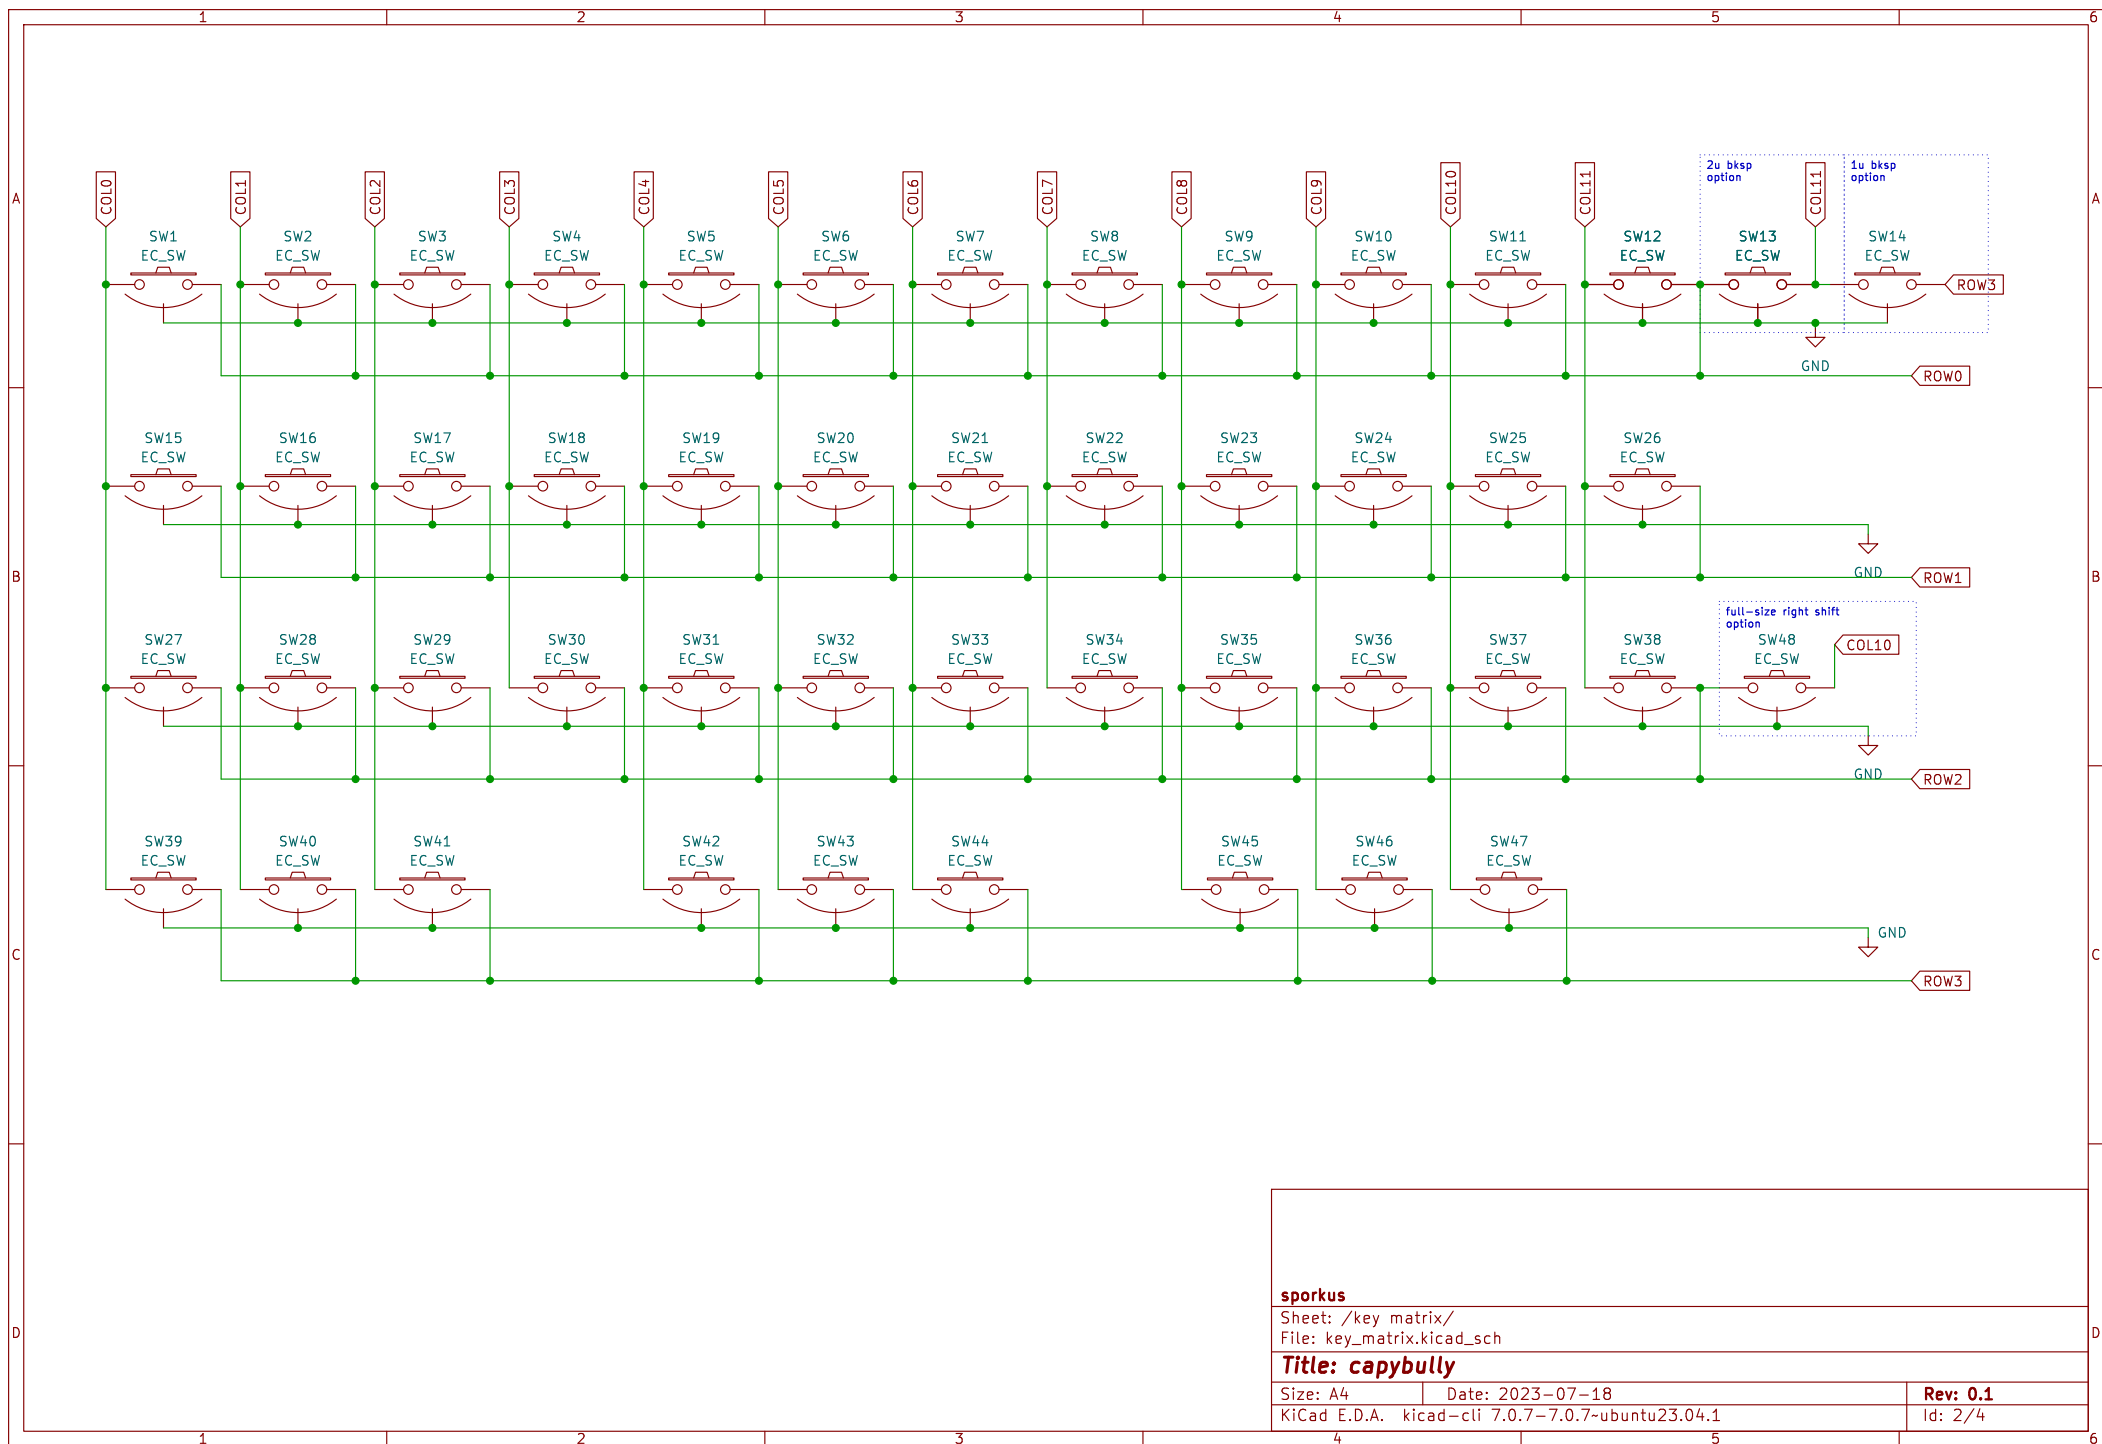 1 2 3 4 5 6
A A
2u bksp
option
1u bksp
option
COL0 COL1 COL2 COL3 COL4 COL5 COL6 COL7 COL8 COL9 COL10 COL11 COL11
SW1 SW2 SW3 SW4 SW5 SW6 SW7 SW8 SW9 SW10 SW11 SW12 SW13 SW14
EC_SW EC_SW EC_SW EC_SW EC_SW EC_SW EC_SW EC_SW EC_SW EC_SW EC_SW EC_SW EC_SW EC_SW
ROW3
GND
ROW0
SW15 SW16 SW17 SW18 SW19 SW20 SW21 SW22 SW23 SW24 SW25 SW26
EC_SW EC_SW EC_SW EC_SW EC_SW EC_SW EC_SW EC_SW EC_SW EC_SW EC_SW EC_SW
GND
B ROW1 B
full-size right shift
option
SW27 SW28 SW29 SW30 SW31 SW32 SW33 SW34 SW35 SW36 SW37 SW38 SW48
COL10
EC_SW EC_SW EC_SW EC_SW EC_SW EC_SW EC_SW EC_SW EC_SW EC_SW EC_SW EC_SW EC_SW
GND
ROW2
SW39 SW40 SW41 SW42 SW43 SW44 SW45 SW46 SW47
EC_SW EC_SW EC_SW EC_SW EC_SW EC_SW EC_SW EC_SW EC_SW
GND
C C
ROW3
sporkus
Sheet: /key matrix/
D D
File: key_matrix.kicad_sch
Title: capybully
Size: A4 Date: 2023-07-18 Rev: 0.1
KiCad E.D.A. kicad-cli 7.0.7-7.0.7~ubuntu23.04.1 Id: 2/4
1 2 3 4 5 6